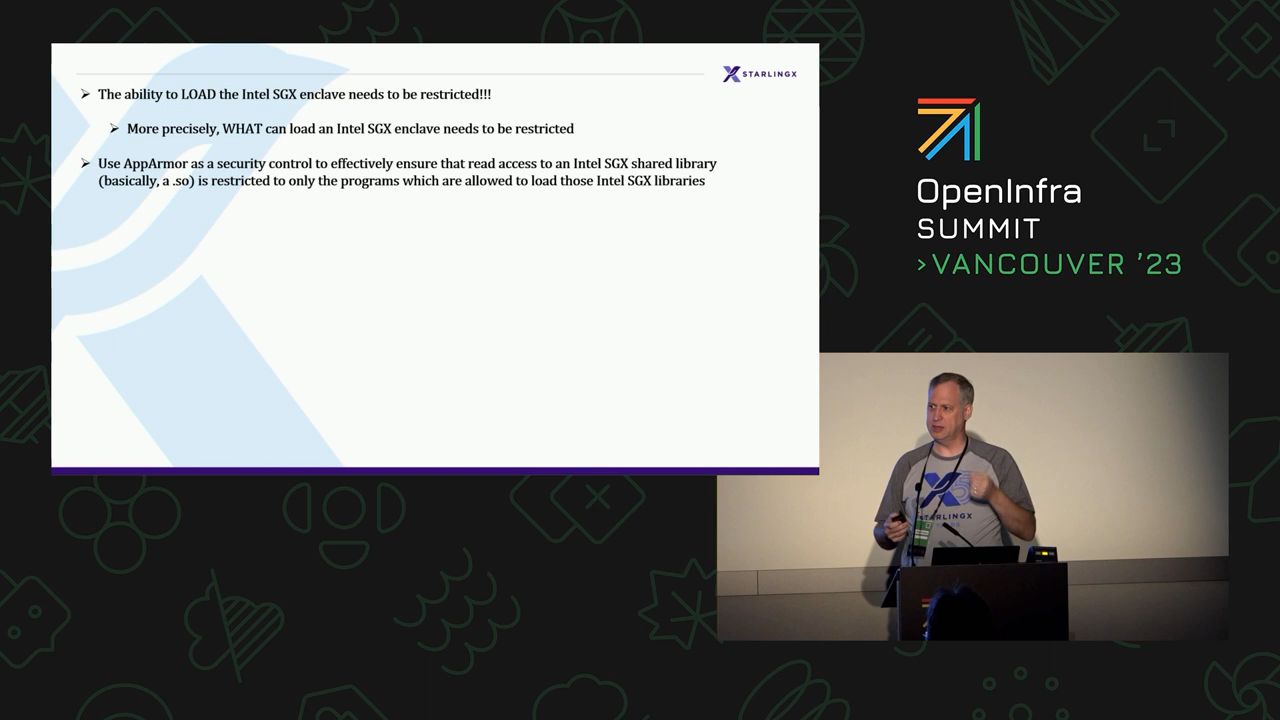 STARLINGX
The ability to LOAD the Intel SGX enclave needs to be restricted!!!
More precisely, WHAT can load an Intel SGX enclave needs to be restricted
Use AppArmor as a security control to effectively ensure that read access to an Intel SGX shared library
(basically, a .so) is restricted to only the programs which are allowed to load those Intel SGX libraries
OpenInfra
SUMMIT
>VANCOUVER '23
STARLINGX